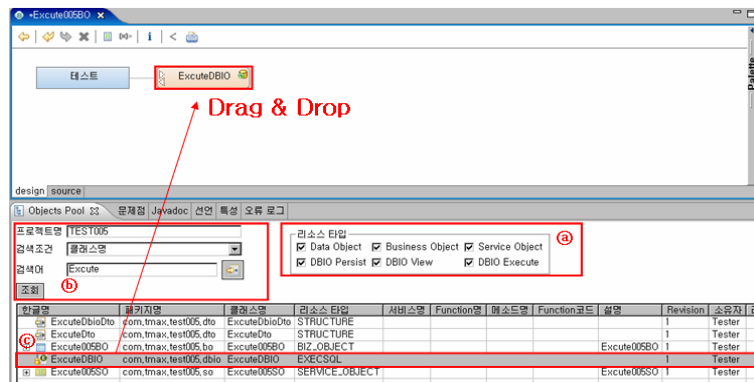 *Excute005BO
i
테스트
ExcuteDBIO
Palette
Drag & Drop
design source
Objects Pool 문제점 Javadoc 선언 특성 오류 로그
프로젝트명 TEST005
검색조건 클래스명
검색어 Excute
조회
ⓑ
리소스 타입
Data Object Business Object Service Object
DBIO Persist DBIO View DBIO Execute
ⓐ
한글명 패키지명 클래스명 리소스 타입 서비스명 Function명 메소드명 Function코드 설명 Revision 소유자
ExcuteDbioDto com,tmax,test005,dto ExcuteDbioDto STRUCTURE 1 Tester
ExcuteDto com,tmax,test005,dto ExcuteDto STRUCTURE 1 Tester
ⓒ
Excute005BO com,tmax,test005,bo Excute005BO BIZ_OBJECT Excute005BO 1 Tester
ExcuteDBIO com,tmax,test005,dbio ExcuteDBIO EXECSQL 1 Tester
Excute005SO com,tmax,test005,so Excute005SO SERVICE_OBJECT Excute005SO 1 Tester